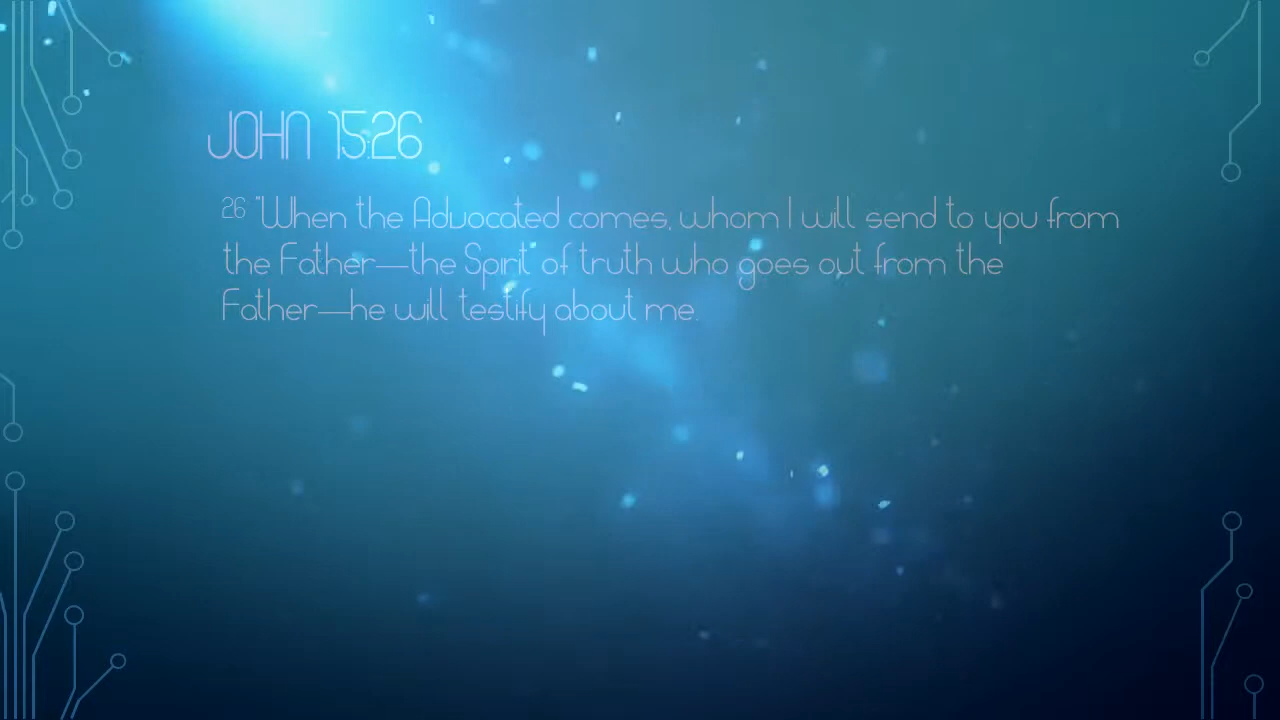 JOHN 15:26
26 "When the Advocated comes, whom I will send to you from
the Father—the Spirit of truth who goes out from the
Father—he will testify about me.